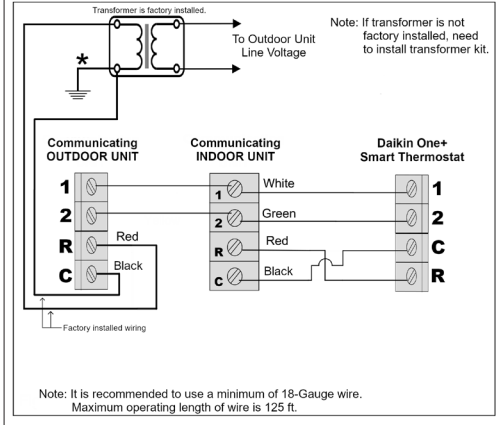 Transformer is factory installed.
To Outdoor Unit
Line Voltage
Note: If transformer is not
factory installed, need
to install transformer kit.
*
Communicating
OUTDOOR UNIT
Communicating
INDOOR UNIT
Daikin One+
Smart Thermostat
1
1
White
1
2
2
Green
2
R
Red
R
Red
C
C
Black
C
Black
R
Factory installed wiring
Note: It is recommended to use a minimum of 18-Gauge wire.
Maximum operating length of wire is 125 ft.